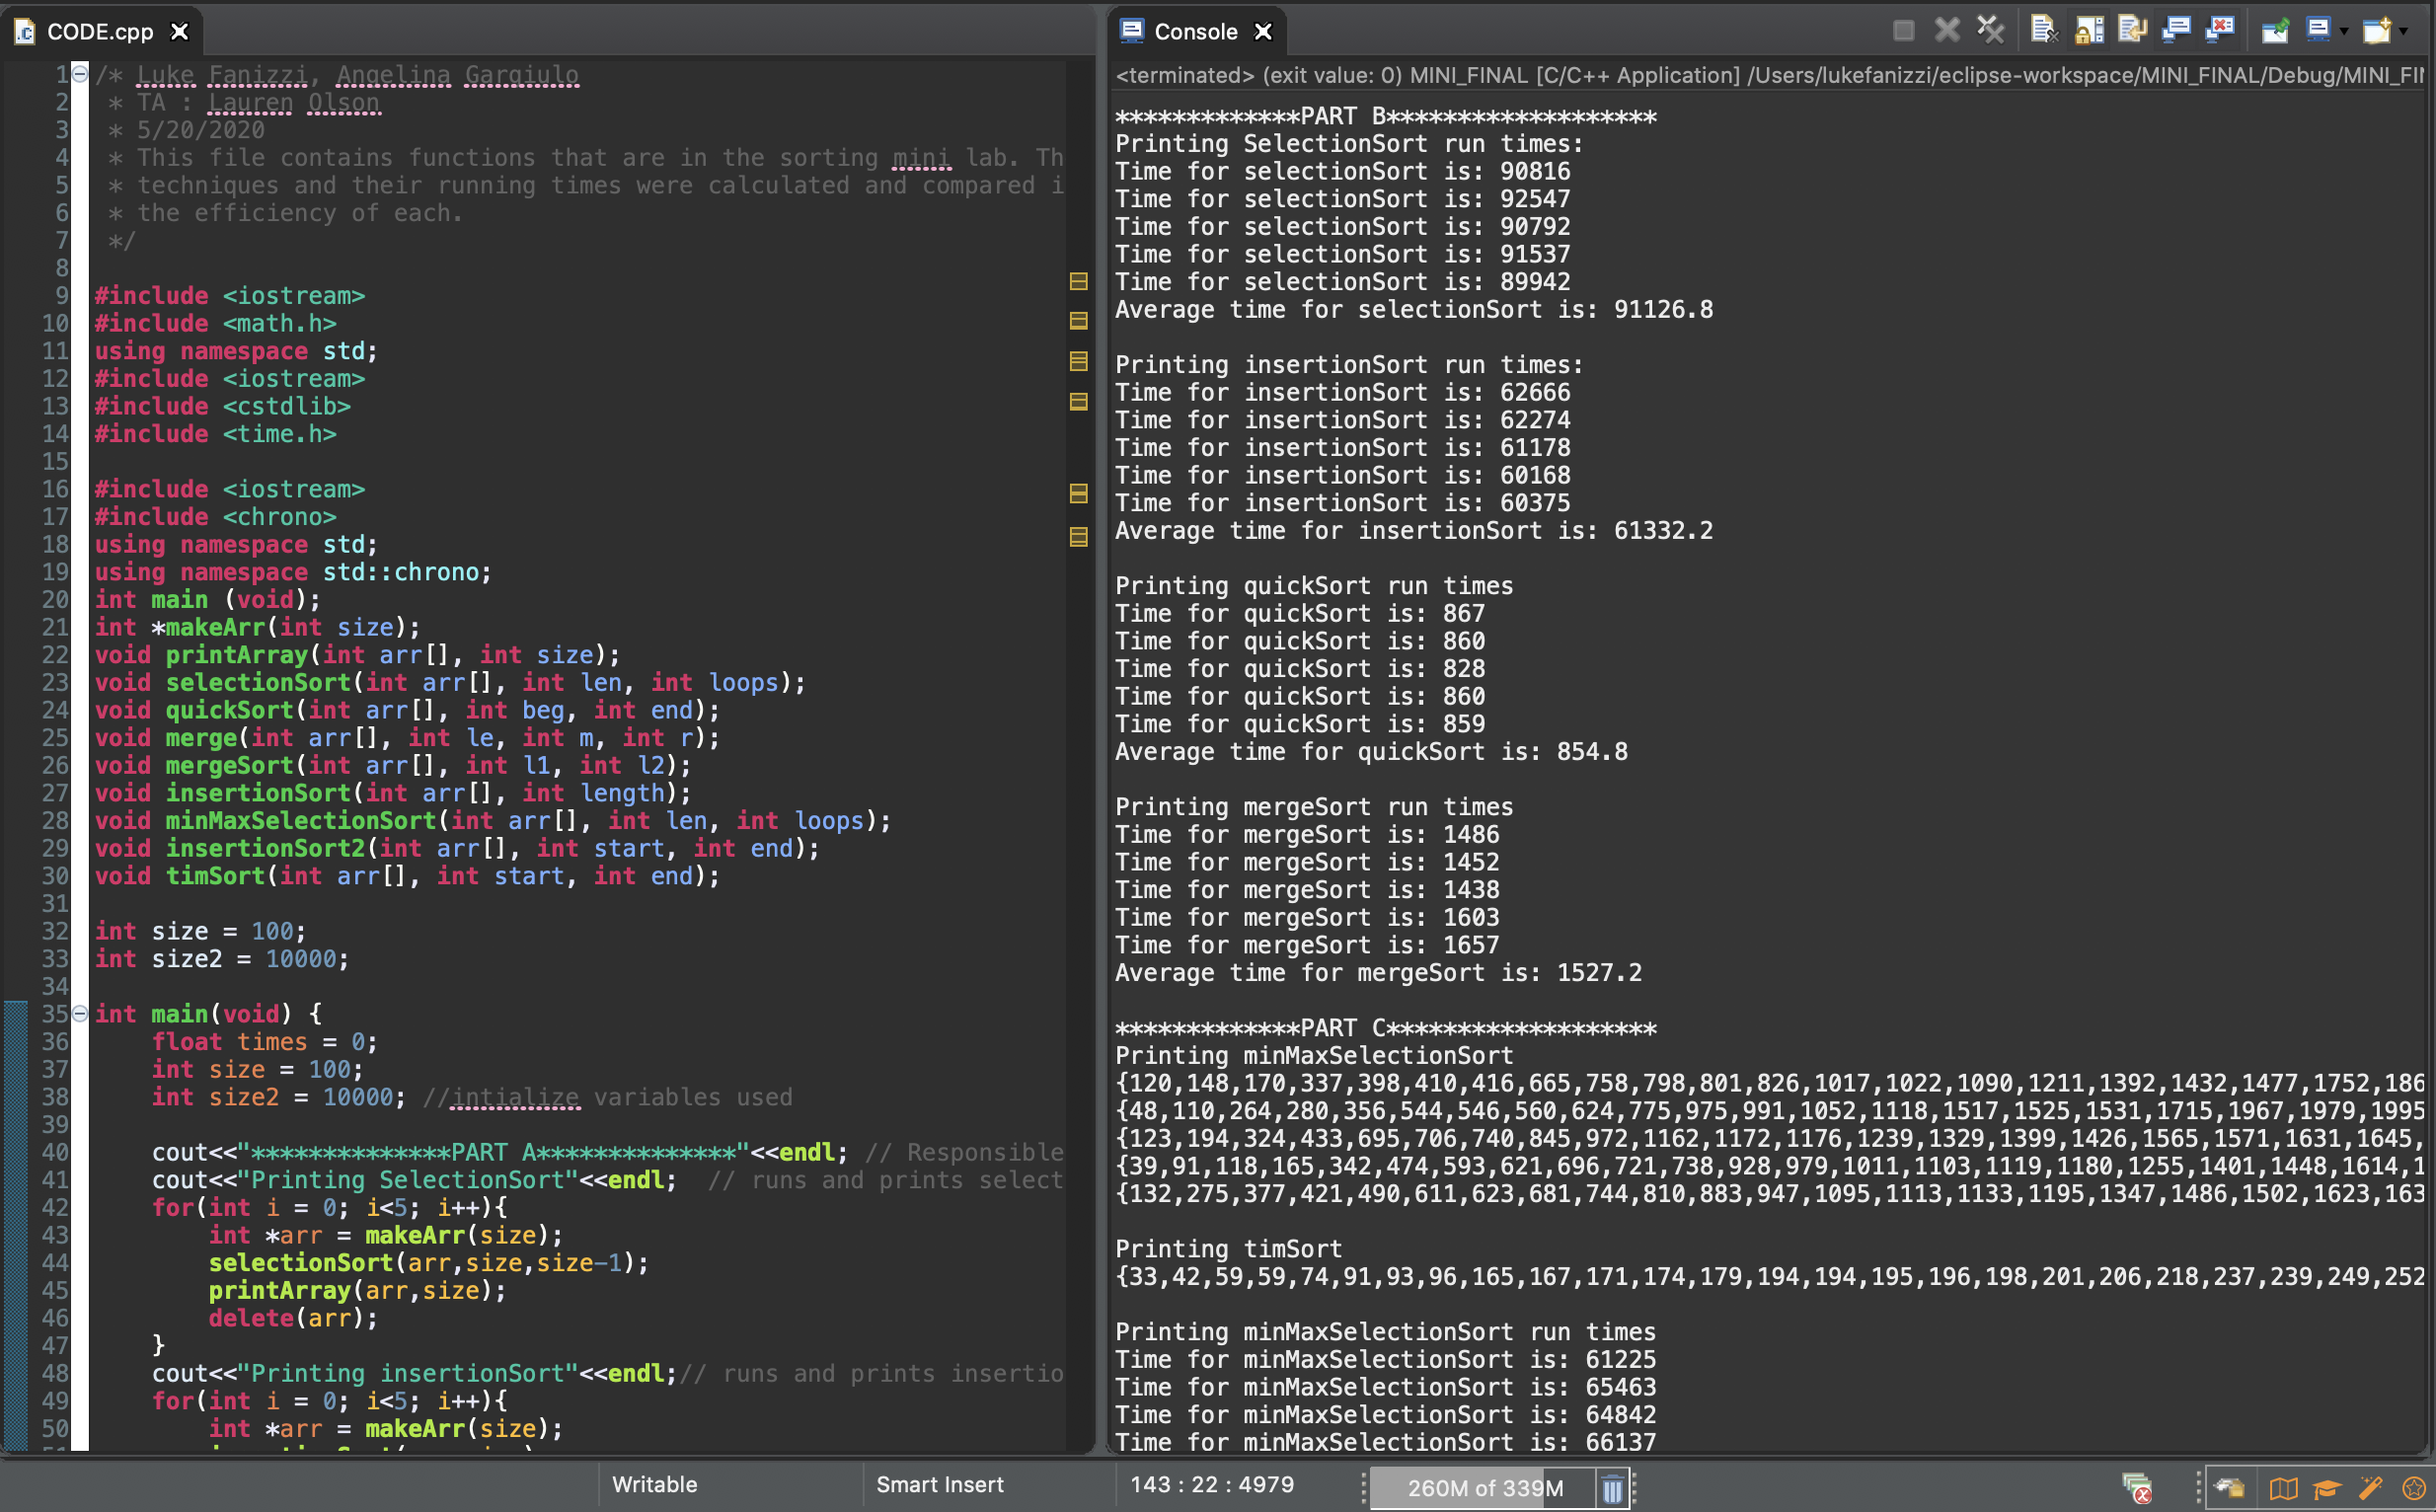 CODE.cpp
1 /* Luke Fanizzi, Angelina Gargiulo
2 * TA : Lauren Olson
3 * 5/20/2020
4 * This file contains functions that are in the sorting mini lab. Th
5 * techniques and their running times were calculated and compared i
6 * the efficiency of each.
7 */
8
9 #include <iostream>
10 #include <math.h>
11 using namespace std;
12 #include <iostream>
13 #include <cstdlib>
14 #include <time.h>
15
16 #include <iostream>
17 #include <chrono>
18 using namespace std;
19 using namespace std::chrono;
20 int main (void);
21 int *makeArr(int size);
22 void printArray(int arr[], int size);
23 void selectionSort(int arr[], int len, int loops);
24 void quickSort(int arr[], int beg, int end);
25 void merge(int arr[], int le, int m, int r);
26 void mergeSort(int arr[], int l1, int l2);
27 void insertionSort(int arr[], int length);
28 void minMaxSelectionSort(int arr[], int len, int loops);
29 void insertionSort2(int arr[], int start, int end);
30 void timSort(int arr[], int start, int end);
31
32 int size = 100;
33 int size2 = 10000;
34
35 int main(void) {
36 float times = 0;
37 int size = 100;
38 int size2 = 10000; //intialize variables used
39
40 cout<<"**************PART A**************"<<endl; // Responsible
41 cout<<"Printing SelectionSort"<<endl; // runs and prints select
42 for(int i = 0; i<5; i++){
43 int *arr = makeArr(size);
44 selectionSort(arr,size,size-1);
45 printArray(arr,size);
46 delete(arr);
47 }
48 cout<<"Printing insertionSort"<<endl;// runs and prints insertio
49 for(int i = 0; i<5; i++){
50 int *arr = makeArr(size);
Console
<terminated> (exit value: 0) MINI_FINAL [C/C++ Application] /Users/lukefanizzi/eclipse-workspace/MINI_FINAL/Debug/MINI_FI
*************PART B*******************
Printing SelectionSort run times:
Time for selectionSort is: 90816
Time for selectionSort is: 92547
Time for selectionSort is: 90792
Time for selectionSort is: 91537
Time for selectionSort is: 89942
Average time for selectionSort is: 91126.8
Printing insertionSort run times:
Time for insertionSort is: 62666
Time for insertionSort is: 62274
Time for insertionSort is: 61178
Time for insertionSort is: 60168
Time for insertionSort is: 60375
Average time for insertionSort is: 61332.2
Printing quickSort run times
Time for quickSort is: 867
Time for quickSort is: 860
Time for quickSort is: 828
Time for quickSort is: 860
Time for quickSort is: 859
Average time for quickSort is: 854.8
Printing mergeSort run times
Time for mergeSort is: 1486
Time for mergeSort is: 1452
Time for mergeSort is: 1438
Time for mergeSort is: 1603
Time for mergeSort is: 1657
Average time for mergeSort is: 1527.2
*************PART C*******************
Printing minMaxSelectionSort
{120,148,170,337,398,410,416,665,758,798,801,826,1017,1022,1090,1211,1392,1432,1477,1752,186
{48,110,264,280,356,544,546,560,624,775,975,991,1052,1118,1517,1525,1531,1715,1967,1979,1995
{123,194,324,433,695,706,740,845,972,1162,1172,1176,1239,1329,1399,1426,1565,1571,1631,1645,
{39,91,118,165,342,474,593,621,696,721,738,928,979,1011,1103,1119,1180,1255,1401,1448,1614,1
{132,275,377,421,490,611,623,681,744,810,883,947,1095,1113,1133,1195,1347,1486,1502,1623,163
Printing timSort
{33,42,59,59,74,91,93,96,165,167,171,174,179,194,194,195,196,198,201,206,218,237,239,249,252
Printing minMaxSelectionSort run times
Time for minMaxSelectionSort is: 61225
Time for minMaxSelectionSort is: 65463
Time for minMaxSelectionSort is: 64842
Time for minMaxSelectionSort is: 66137
Writable
Smart Insert
143 : 22 : 4979
260M of 339M